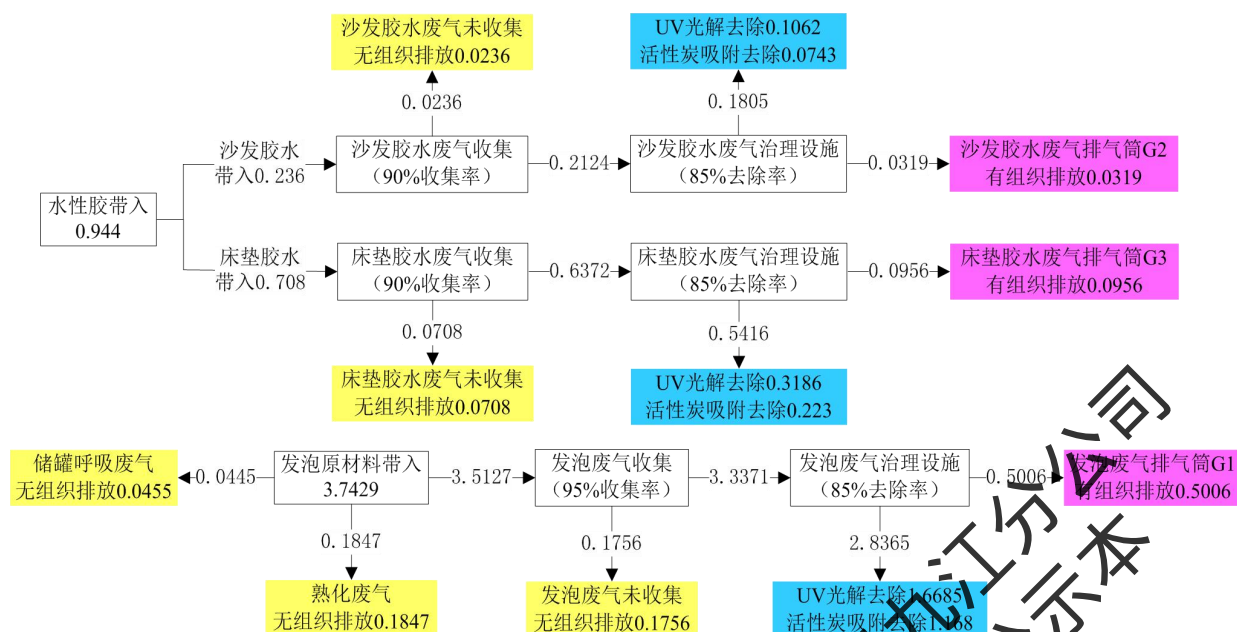 沙发胶水废气未收集
无组织排放0.0236
UV光解去除0.1062
活性炭吸附去除0.0743
0.0236
0.1805
沙发胶水
带入0.236
沙发胶水废气收集
(90%收集率)
0.2124
沙发胶水废气治理设施
(85%去除率)
0.0319
沙发胶水废气排气筒G2
有组织排放0.0319
水性胶带入
0.944
床垫胶水
带入0.708
床垫胶水废气收集
(90%收集率)
0.6372
床垫胶水废气治理设施
(85%去除率)
0.0956
床垫胶水废气排气筒G3
有组织排放0.0956
0.0708
0.5416
床垫胶水废气未收集
无组织排放0.0708
UV光解去除0.3186
活性炭吸附去除0.223
储罐呼吸废气
无组织排放0.0455
0.0445
发泡原材料带入
3.7429
3.5127
发泡废气收集
(95%收集率)
3.3371
发泡废气治理设施
(85%去除率)
0.5006
发泡废气排气筒G1
有组织排放0.5006
0.1847
0.1756
2.8365
熟化废气
无组织排放0.1847
发泡废气未收集
无组织排放0.1756
UV光解去除1.6685
活性炭吸附去除1.168
九江分公司
示本